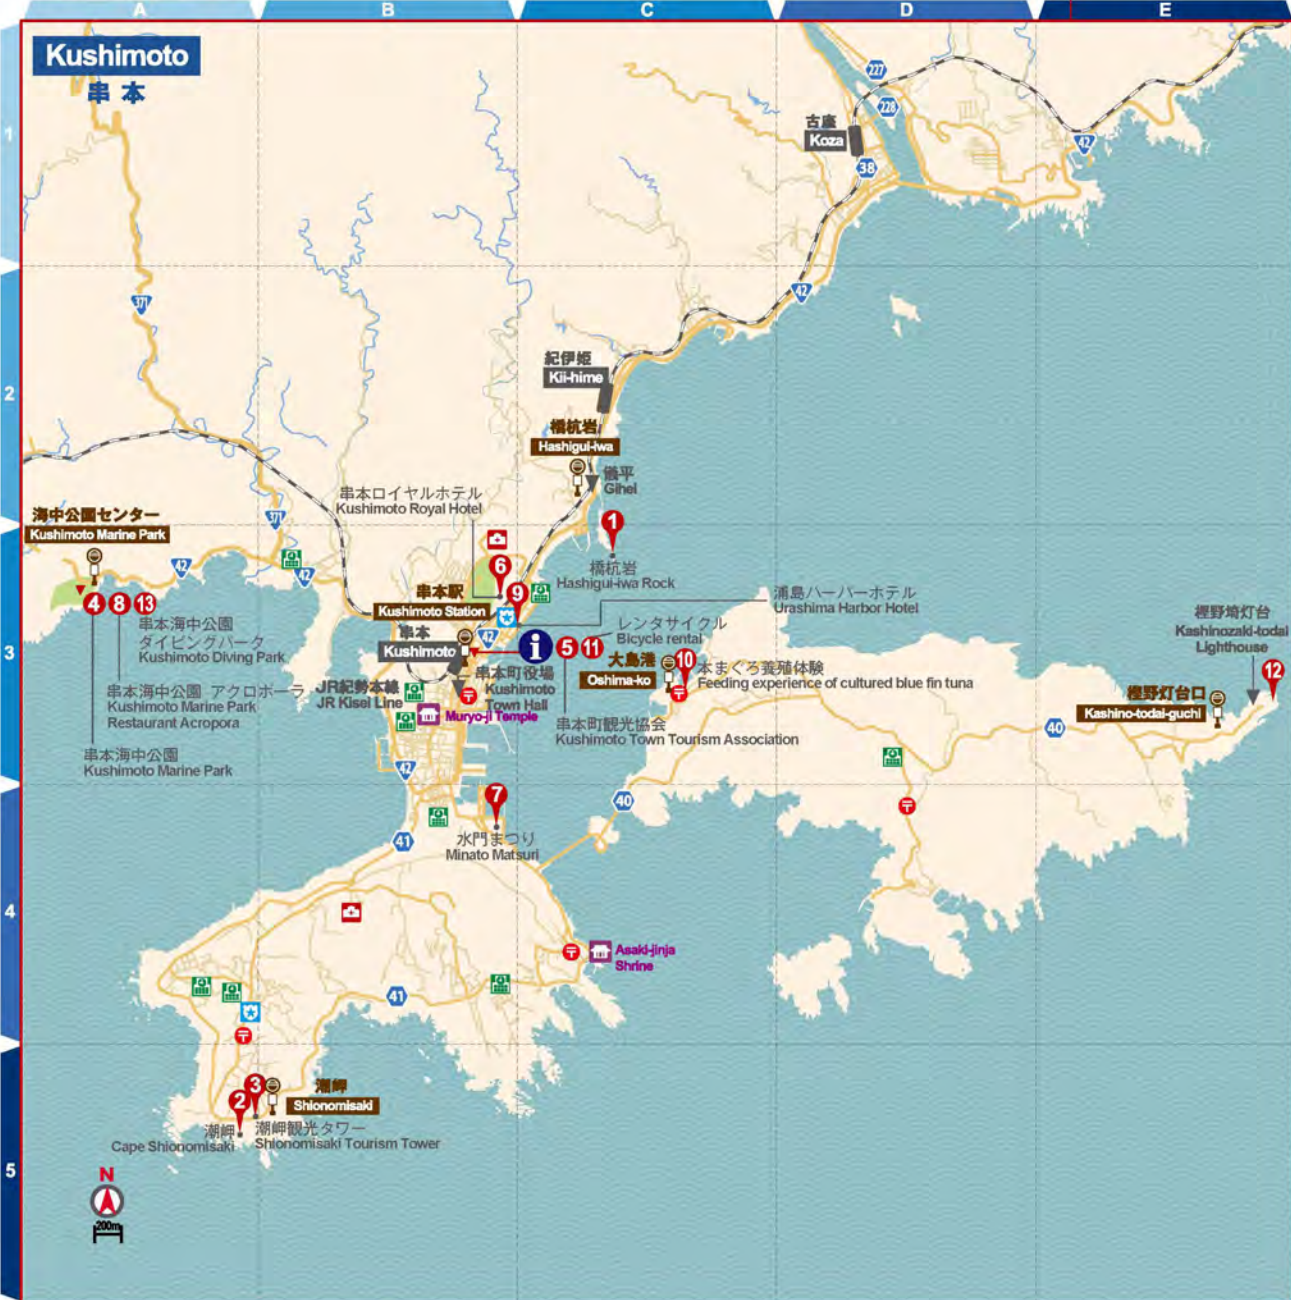 A B C D E
Kushimoto
串本
1
227
228
古座
Koza
38
42
371
42
2
紀伊姫
Kii-hime
橋杭岩
Hashigui-iwa
儀平
Gihei
串本ロイヤルホテル
Kushimoto Royal Hotel
海中公園センター
Kushimoto Marine Park
371
42
42
1
橋杭岩
Hashigui-iwa Rock
6
9
串本駅
Kushimoto Station
浦島ハーバーホテル
Urashima Harbor Hotel
4 8 13
串本海中公園
ダイビングパーク
Kushimoto Diving Park
3
串本
Kushimoto
42
i
5 11
レンタサイクル
Bicycle rental
大島港
Oshima-ko
10
本まぐろ養殖体験
Feeding experience of cultured blue fin tuna
樫野埼灯台
Kashinozaki-todai
Lighthouse
12
樫野灯台口
Kashino-todai-guchi
40
JR紀勢本線
JR Kisei Line
串本町役場
Kushimoto
Town Hall
Muryo-ji Temple
串本海中公園 アクロポーラ
Kushimoto Marine Park
Restaurant Acropora
串本町観光協会
Kushimoto Town Tourism Association
串本海中公園
Kushimoto Marine Park
42
7
40
41
水門まつり
Minato Matsuri
4
Asaki-jinja
Shrine
41
3
2
潮岬
Shionomisaki
潮岬
Cape Shionomisaki
潮岬観光タワー
Shionomisaki Tourism Tower
5
N
200m